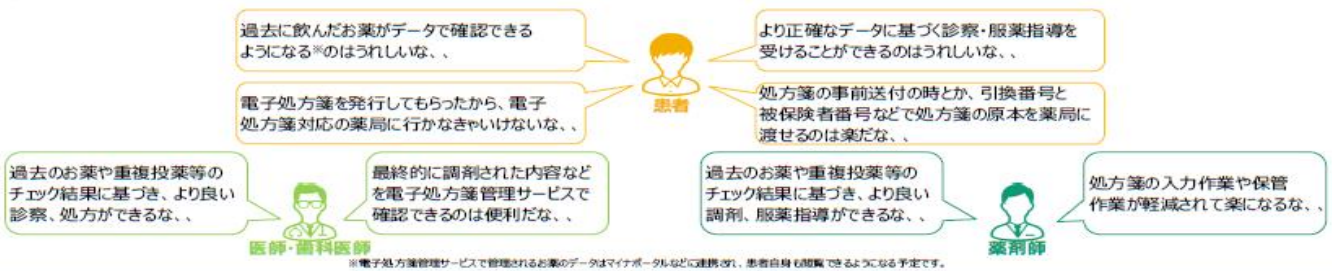 過去に飲んだお薬がデータで確認できる
ようになる※のはうれしいな、、
より正確なデータに基づく診察・服薬指導を
受けることができるのはうれしいな、、
電子処方箋を発行してもらったから、電子
処方箋対応の薬局に行かなきゃいけないな、、
処方箋の事前送付の時とか、引換番号と
被保険者番号などで処方箋の原本を薬局に
渡せるのは楽だな、、
患者
過去のお薬や重複投薬等の
チェック結果に基づき、より良い
診察、処方ができるな、、
最終的に調剤された内容など
を電子処方箋管理サービスで
確認できるのは便利だな、、
医師・歯科医師
過去のお薬や重複投薬等の
チェック結果に基づき、より良い
調剤、服薬指導ができるな、、
処方箋の入力作業や保管
作業が軽減されて楽になるな、、
薬剤師
※電子処方箋管理サービスで管理されるお薬のデータはマイナポータルなどに連携され、患者自身も閲覧できるようになる予定です。